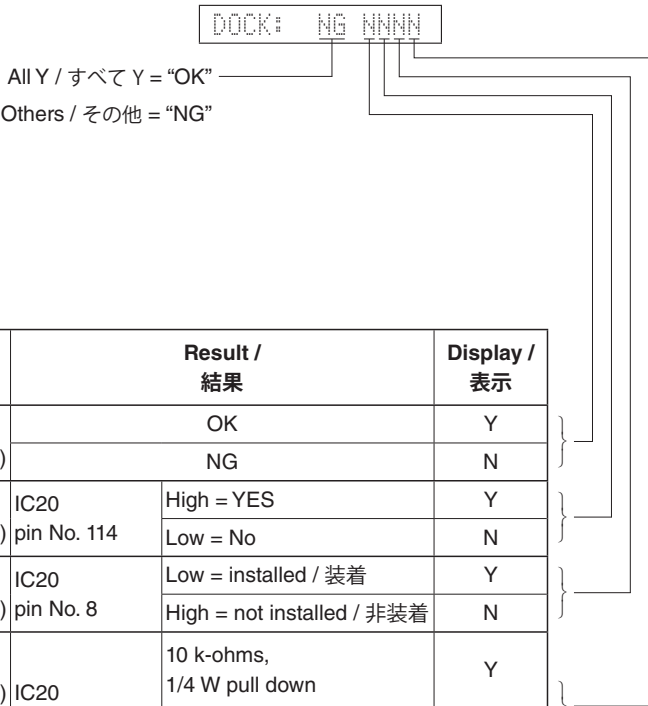 DOCK: NG NNNN
All Y / すべて Y = “OK”
Others / その他 = “NG”
Result /
結果
Display /
表示
OK
Y
)
NG
N
IC20
) pin No. 114
High = YES
Y
Low = No
N
IC20
) pin No. 8
Low = installed / 装着
Y
High = not installed / 非装着
N
) IC20
10 k-ohms,
1/4 W pull down
Y